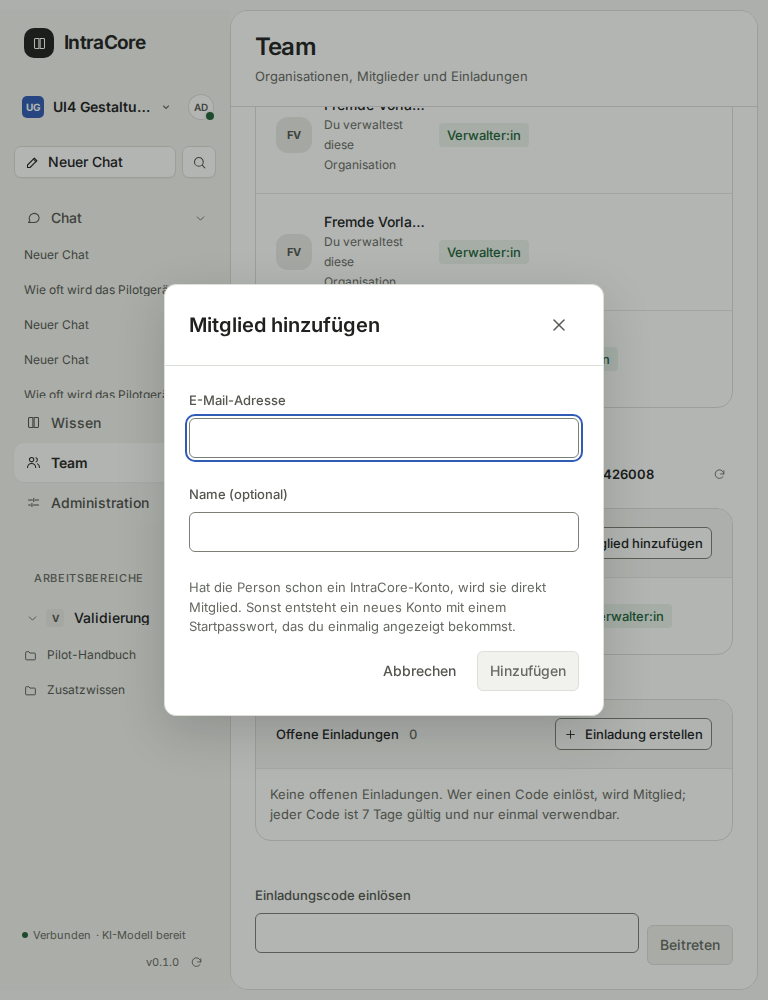 IntraCore
UG UI4 Gestaltu... AD
Neuer Chat
Chat
Neuer Chat
Wie oft wird das Pilotgerä
Neuer Chat
Neuer Chat
Wie oft wird das Pilotgerä
Wissen
Team
Administration
ARBEITSBEREICHE
V Validierung
Pilot-Handbuch
Zusatzwissen
Verbunden · KI-Modell bereit
v0.1.0
Team
Organisationen, Mitglieder und Einladungen
Fremde Vorla...
FV
Du verwaltest
diese
Organisation
Verwalter:in
Fremde Vorla...
FV
Du verwaltest
diese
Organisation
Verwalter:in
426008
glied hinzufügen
erwalter:in
Mitglied hinzufügen
E-Mail-Adresse
Name (optional)
Hat die Person schon ein IntraCore-Konto, wird sie direkt
Mitglied. Sonst entsteht ein neues Konto mit einem
Startpasswort, das du einmalig angezeigt bekommst.
Abbrechen
Hinzufügen
Offene Einladungen 0
Einladung erstellen
Keine offenen Einladungen. Wer einen Code einlöst, wird Mitglied;
jeder Code ist 7 Tage gültig und nur einmal verwendbar.
Einladungscode einlösen
Beitreten